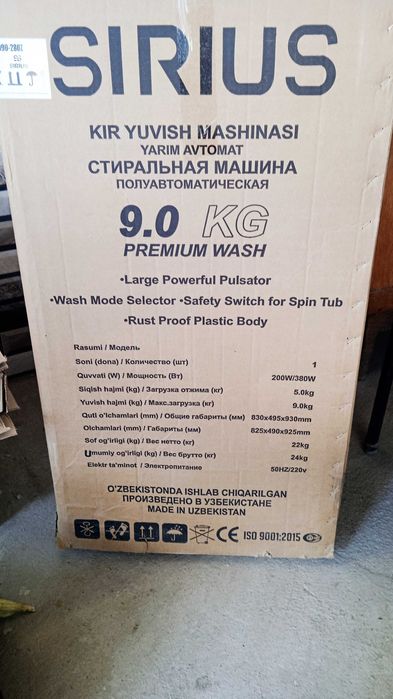 SIRIUS
KIR YUVISH MASHINASI
YARIM AVTOMAT
СТИРАЛЬНАЯ МАШИНА
ПОЛУАВТОМАТИЧЕСКАЯ
9.0 KG
PREMIUM WASH
•Large Powerful Pulsator
•Wash Mode Selector •Safety Switch for Spin Tub
•Rust Proof Plastic Body
Rasumi / Модель
Soni (dona) / Количество (шт) 1
Quvvati (W) / Мощность (Вт) 200W/380W
Siqish hajmi (kg) / Загрузка отжима (кг) 5.0kg
Yuvish hajmi (kg) / Макс.загрузка (кг) 9.0kg
Quti o'lchamlari (mm) / Общие габариты (мм) 830x495x930mm
Olchamlari (mm) / Габариты (мм) 825x490x925mm
Sof og'irligi (kg) / Вес нетто (кг) 22kg
Umumiy og'irligi (kg) / Вес брутто (кг) 24kg
Elektr ta'minot / Электропитание 50HZ/220v
O'ZBEKISTONDA ISHLAB CHIQARILGAN
ПРОИЗВЕДЕНО В УЗБЕКИСТАНЕ
MADE IN UZBEKISTAN
CE ISO 9001:2015